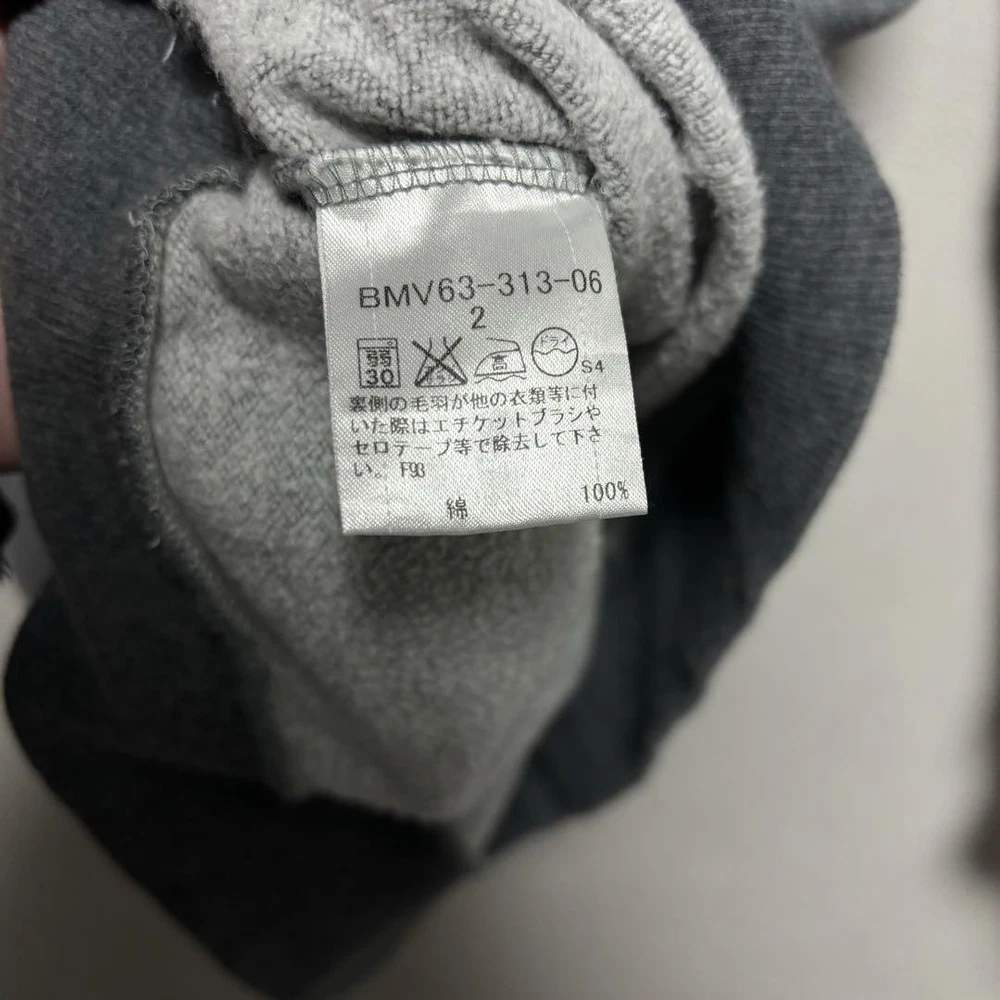 BMV63-313-06
2
弱 高 ドライ
30 S4
裏側の毛羽が他の衣類等に付
いた際はエチケットブラシや
セロテープ等で除去して下さ
い。F93
綿 100%